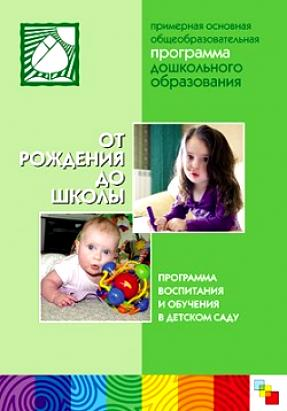 примерная основная
общеобразовательная
программа
дошкольного
образования
ОТ
РОЖДЕНИЯ
ДО
ШКОЛЫ
ПРОГРАММА
ВОСПИТАНИЯ
И ОБУЧЕНИЯ
В ДЕТСКОМ САДУ